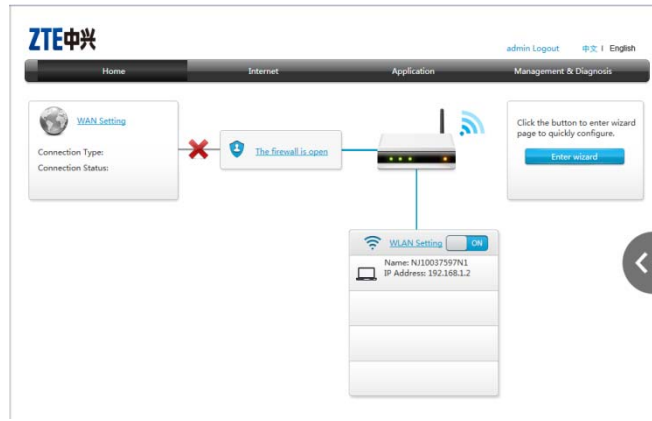 ZTE中兴
admin Logout 中文 | English
Home Internet Application Management & Diagnosis
WAN Setting
Connection Type:
Connection Status:
The firewall is open
Click the button to enter wizard
page to quickly configure.
Enter wizard
WLAN Setting ON
Name: NJ10037597N1
IP Address: 192.168.1.2